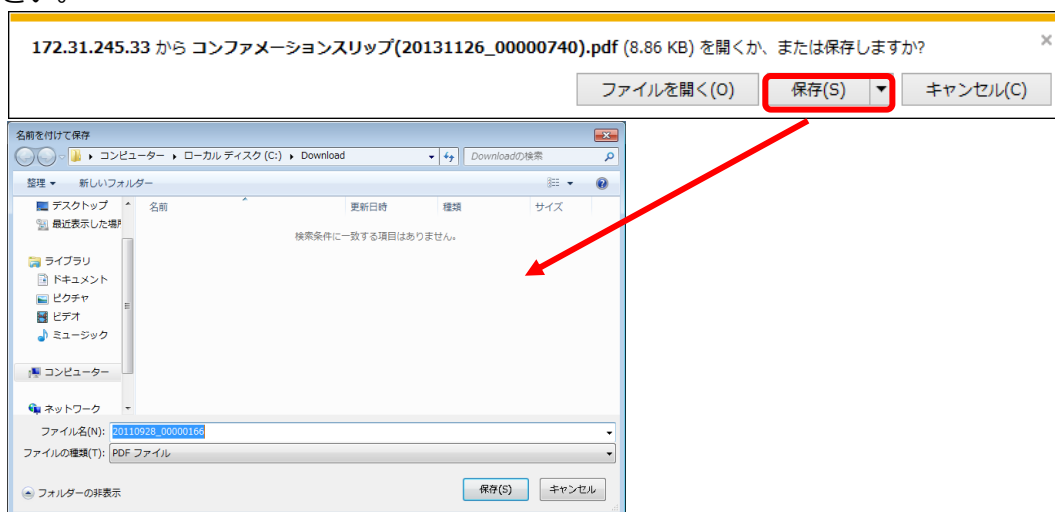 さい。
172.31.245.33 から コンファメーションスリップ(20131126_00000740).pdf (8.86 KB) を開くか、または保存しますか?
×
ファイルを開く(O) 保存(S) ▼ キャンセル(C)
名前を付けて保存
コンピューター ▸ ローカル ディスク (C:) ▸ Download Downloadの検索
整理 ▼ 新しいフォルダー
デスクトップ 名前 更新日時 種類 サイズ
最近表示した場所
検索条件に一致する項目はありません。
ライブラリ
ドキュメント
ピクチャ
ビデオ
ミュージック
コンピューター
ネットワーク
ファイル名(N): 20110928_00000166
ファイルの種類(T): PDF ファイル
フォルダーの非表示 保存(S) キャンセル